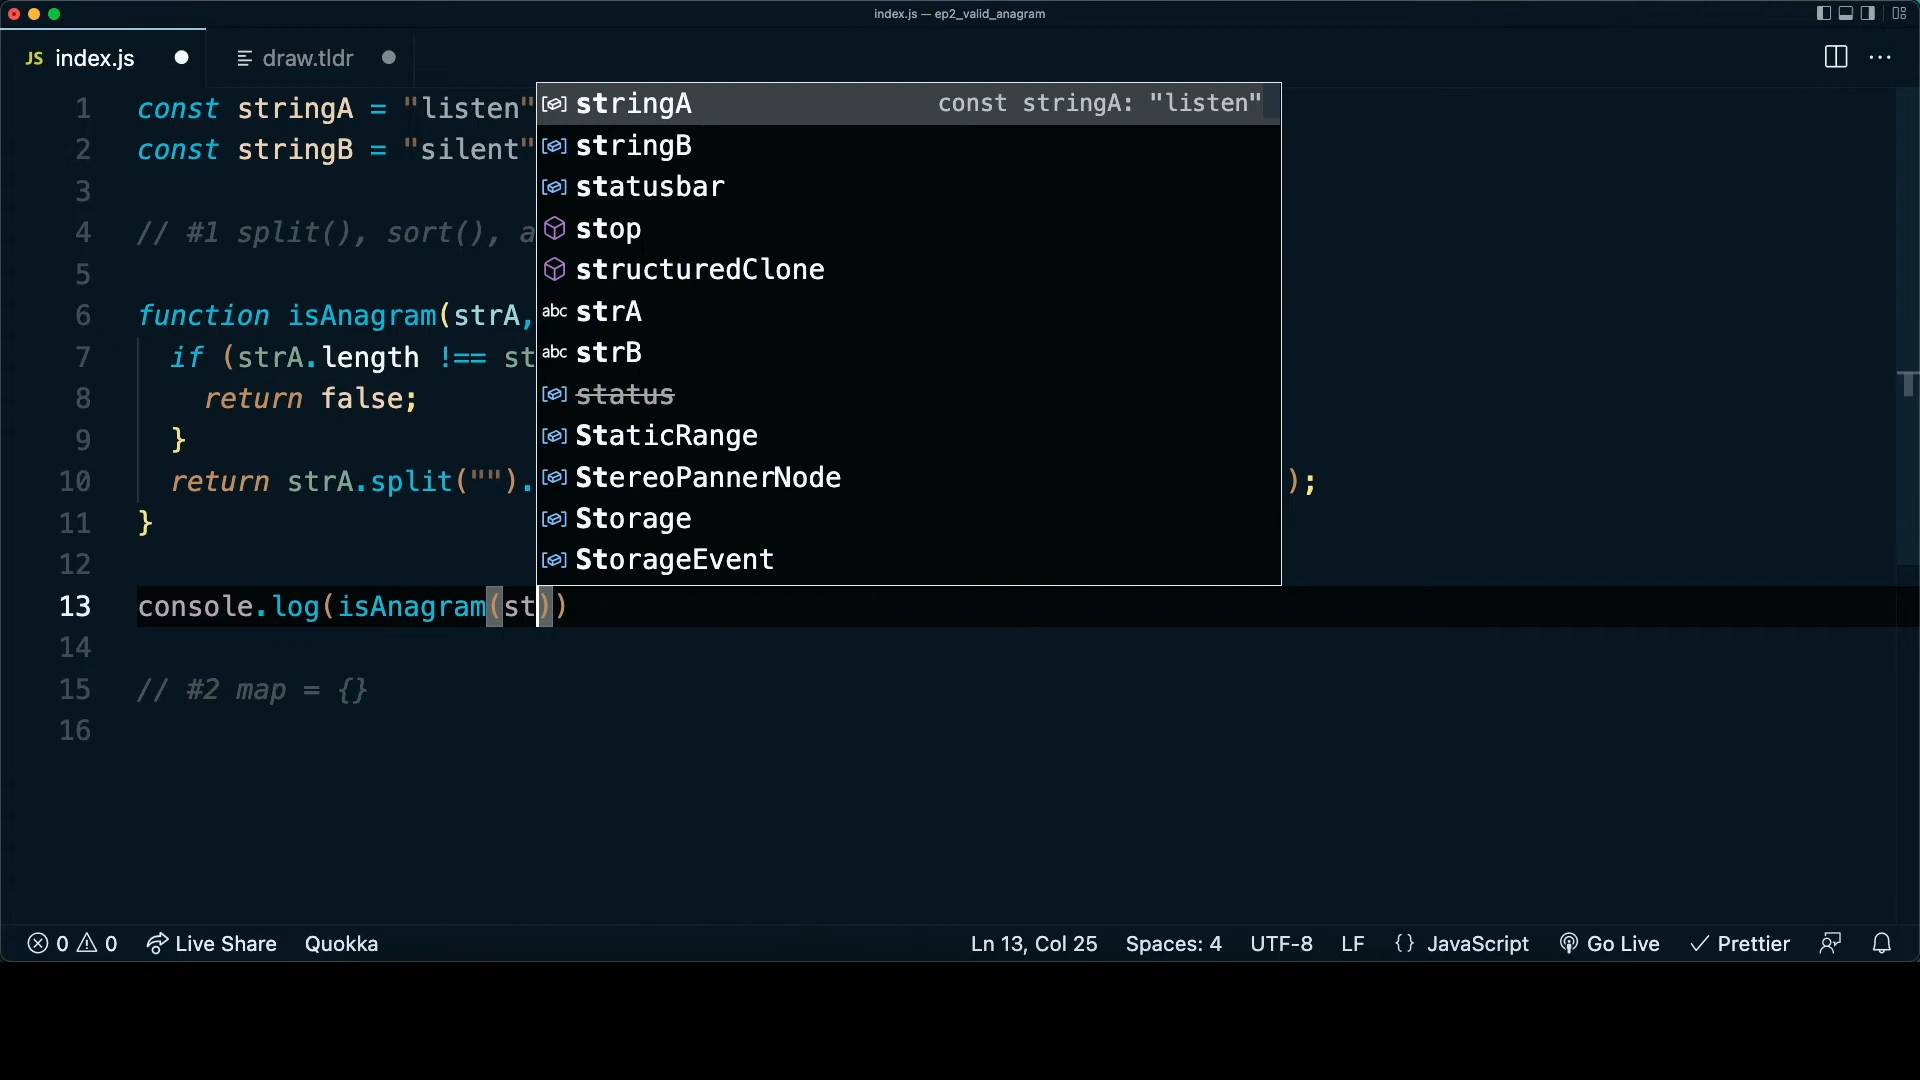 index.js — ep2_valid_anagram
JS index.js
draw.tldr
1 const stringA = "listen"
2 const stringB = "silent"
3
4 // #1 split(), sort(), a
5
6 function isAnagram(strA,
7 if (strA.length !== st
8 return false;
9 }
10 return strA.split(""). );
11 }
12
13 console.log(isAnagram(st))
14
15 // #2 map = {}
16
stringA const stringA: "listen"
stringB
statusbar
stop
structuredClone
abc strA
abc strB
status
StaticRange
StereoPannerNode
Storage
StorageEvent
0 0 Live Share Quokka Ln 13, Col 25 Spaces: 4 UTF-8 LF {} JavaScript Go Live Prettier